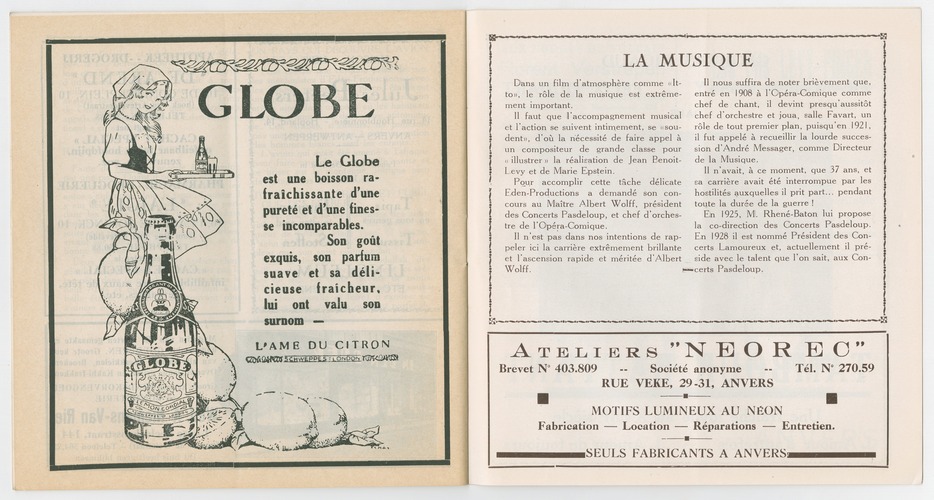 GLOBE
Le Globe
est une boisson ra-
fraîchissante d'une
pureté et d'une fines-
se incomparables.
Son goût
exquis, son parfum
suave et sa déli-
cieuse fraîcheur,
lui ont valu son
surnom —
L'AME DU CITRON
SCHWEPPES LONDON
GLOBE
LA MUSIQUE
Dans un film d'atmosphère comme «It-
to», le rôle de la musique est extrême-
ment important.
Il faut que l'accompagnement musical
et l'action se suivent intimement, se «sou-
dent», d'où la nécessité de faire appel à
un compositeur de grande classe pour
« illustrer » la réalisation de Jean Benoit-
Levy et de Marie Epstein.
Pour accomplir cette tâche délicate
Eden-Productions a demandé son con-
cours au Maître Albert Wolff, président
des Concerts Pasdeloup, et chef d'orches-
tre de l'Opéra-Comique.
Il n'est pas dans nos intentions de rap-
peler ici la carrière extrêmement brillante
et l'ascension rapide et méritée d'Albert
Wolff.
Il nous suffira de noter brièvement que,
entré en 1908 à l'Opéra-Comique comme
chef de chant, il devint presqu'aussitôt
chef d'orchestre et joua, salle Favart, un
rôle de tout premier plan, puisqu'en 1921,
il fut appelé à recueillir la lourde succes-
sion d'André Messager, comme Directeur
de la Musique.
Il n'avait, à ce moment, que 37 ans, et
sa carrière avait été interrompue par les
hostilités auxquelles il prit part... pendant
toute la durée de la guerre !
En 1925, M. Rhené-Baton lui propose
la co-direction des Concerts Pasdeloup.
En 1928 il est nommé Président des Con-
certs Lamoureux et, actuellement il pré-
side avec le talent que l'on sait, aux Con-
certs Pasdeloup.
ATELIERS "NEOREC"
Brevet N° 403.809 -- Société anonyme -- Tél. N° 270.59
RUE VEKE, 29-31, ANVERS
MOTIFS LUMINEUX AU NÉON
Fabrication — Location — Réparations — Entretien.
SEULS FABRICANTS A ANVERS